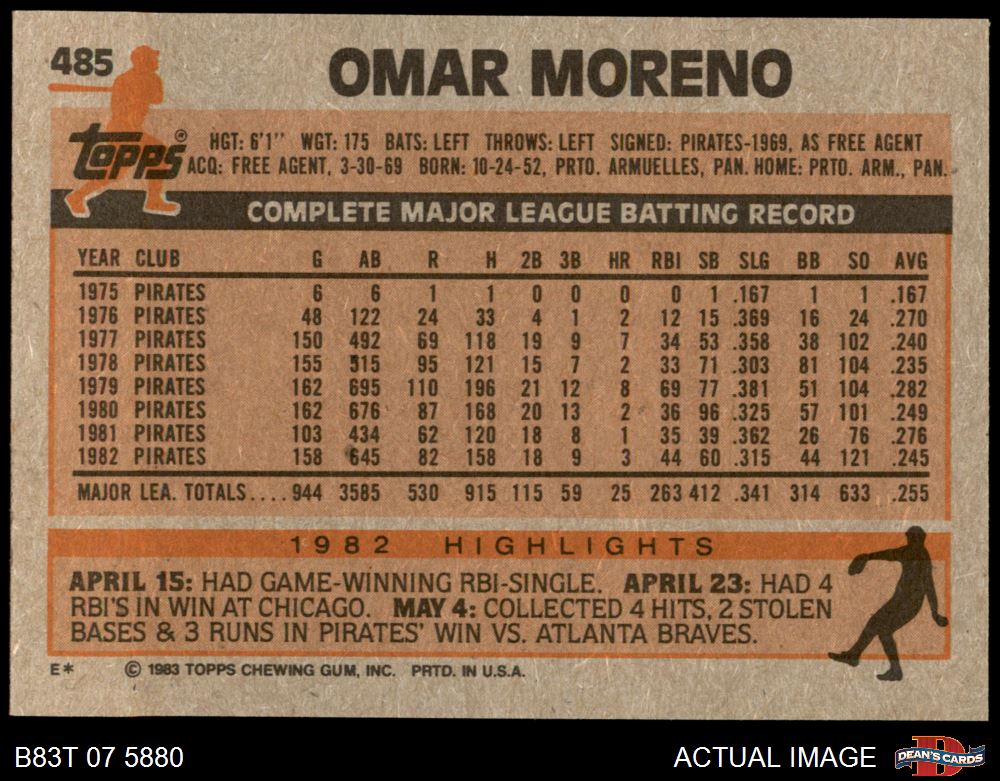 485
OMAR MORENO
Topps®
HGT: 6'1" WGT: 175 BATS: LEFT THROWS: LEFT SIGNED: PIRATES-1969, AS FREE AGENT
ACQ: FREE AGENT, 3-30-69 BORN: 10-24-52, PRTO. ARMUELLES, PAN. HOME: PRTO. ARM., PAN.
COMPLETE MAJOR LEAGUE BATTING RECORD
YEAR CLUB G AB R H 2B 3B HR RBI SB SLG BB SO AVG
1975 PIRATES 6 6 1 1 0 0 0 0 1 .167 1 1 .167
1976 PIRATES 48 122 24 33 4 1 2 12 15 .369 16 24 .270
1977 PIRATES 150 492 69 118 19 9 7 34 53 .358 38 102 .240
1978 PIRATES 155 515 95 121 15 7 2 33 71 .303 81 104 .235
1979 PIRATES 162 695 110 196 21 12 8 69 77 .381 51 104 .282
1980 PIRATES 162 676 87 168 20 13 2 36 96 .325 57 101 .249
1981 PIRATES 103 434 62 120 18 8 1 35 39 .362 26 76 .276
1982 PIRATES 158 645 82 158 18 9 3 44 60 .315 44 121 .245
MAJOR LEA. TOTALS....944 3585 530 915 115 59 25 263 412 .341 314 633 .255
1982 HIGHLIGHTS
APRIL 15: HAD GAME-WINNING RBI-SINGLE. APRIL 23: HAD 4
RBI'S IN WIN AT CHICAGO. MAY 4: COLLECTED 4 HITS, 2 STOLEN
BASES & 3 RUNS IN PIRATES' WIN VS. ATLANTA BRAVES.
E* © 1983 TOPPS CHEWING GUM, INC. PRTD. IN U.S.A.
B83T 07 5880 ACTUAL IMAGE D DEAN'S CARDS